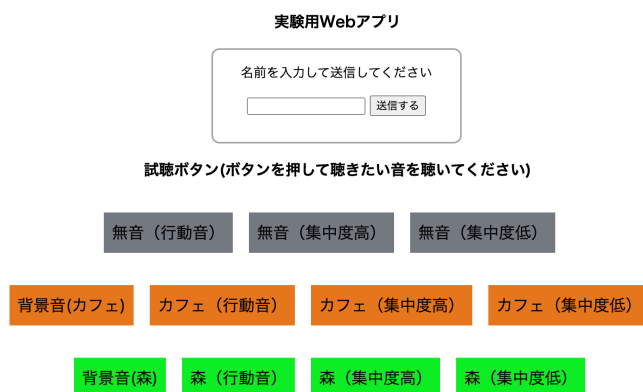 実験用Webアプリ
名前を入力して送信してください
送信する
試聴ボタン(ボタンを押して聴きたい音を聴いてください)
無音（行動音） 無音（集中度高） 無音（集中度低）
背景音(カフェ) カフェ（行動音） カフェ（集中度高） カフェ（集中度低）
背景音(森) 森（行動音） 森（集中度高） 森（集中度低）